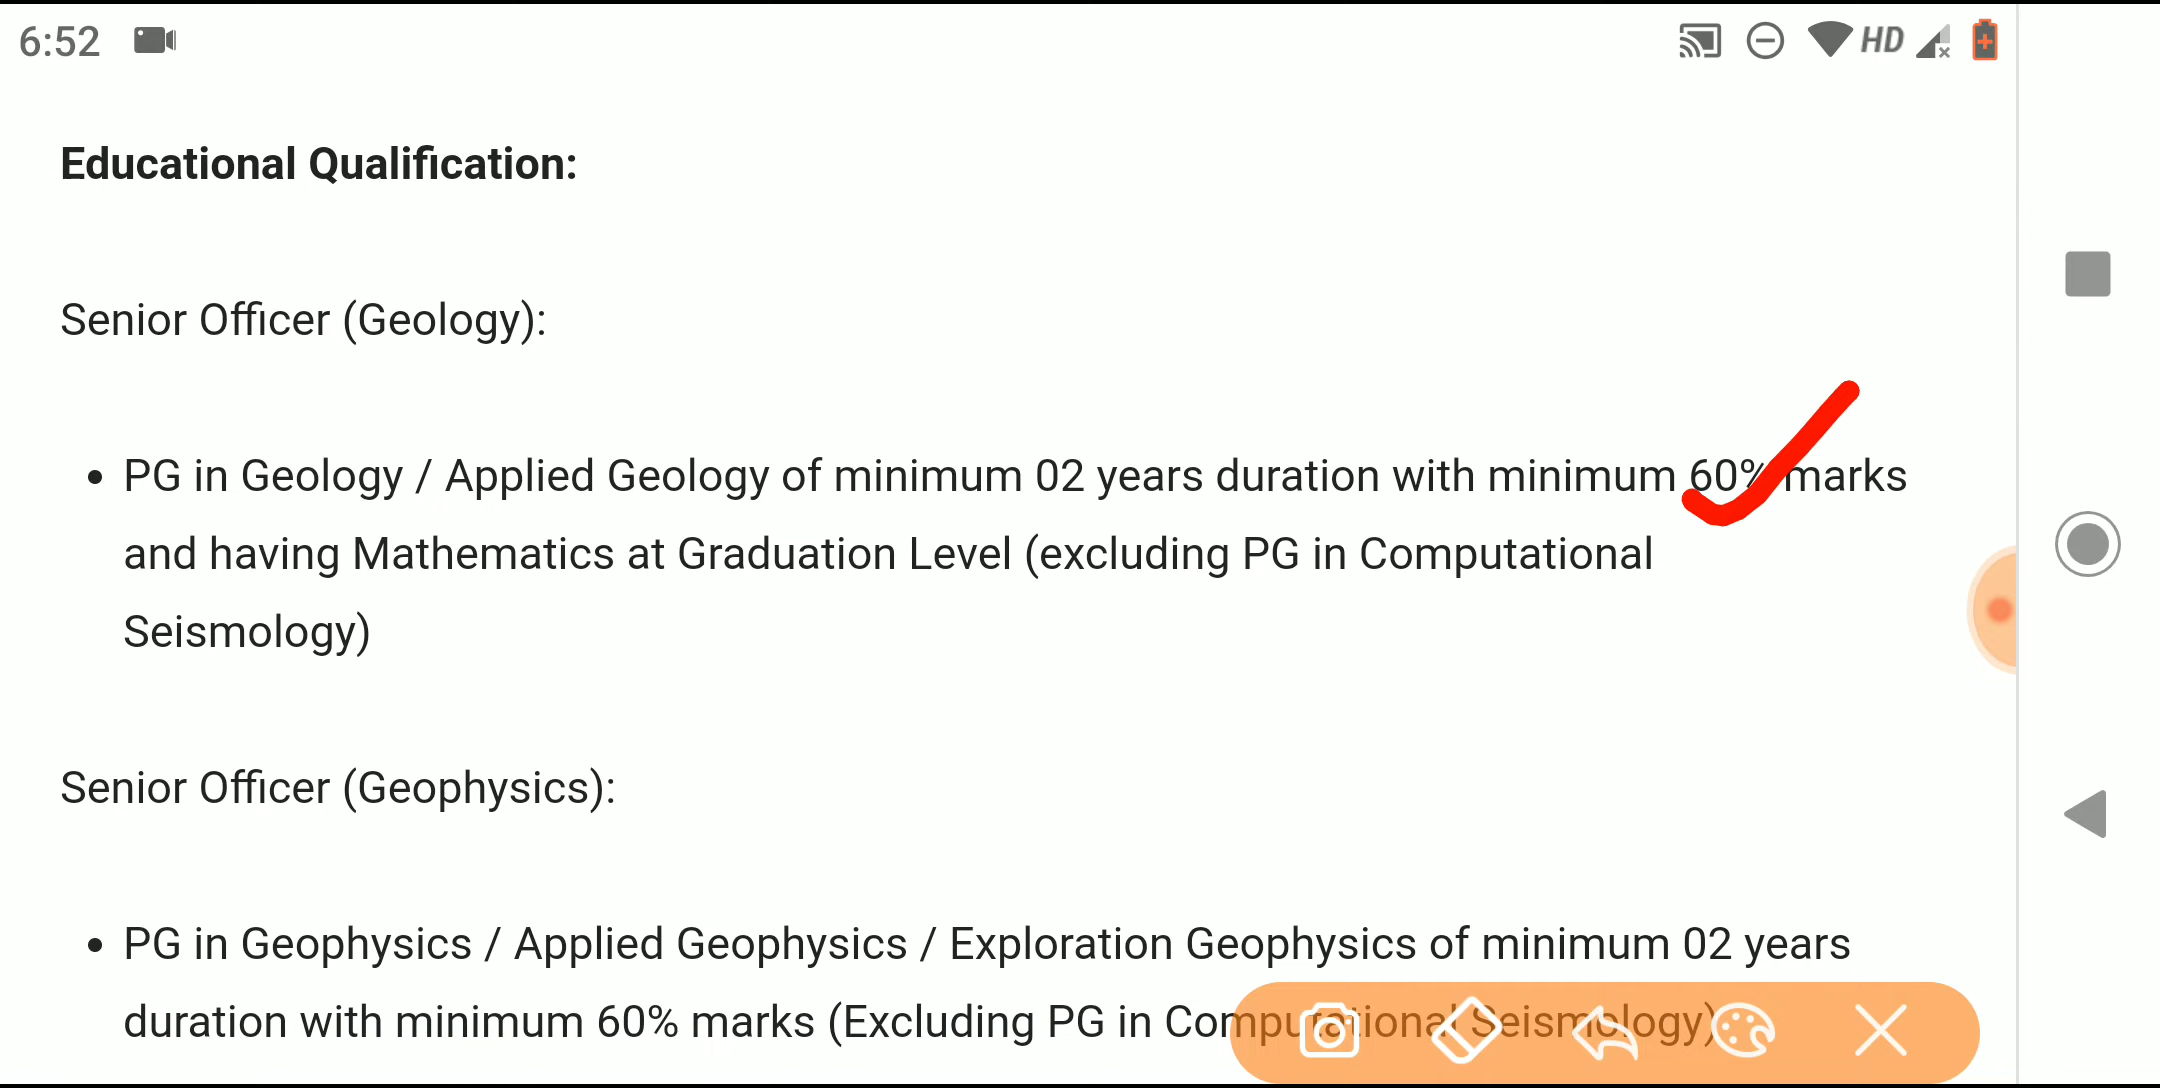 6:52 HD
Educational Qualification:
Senior Officer (Geology):
• PG in Geology / Applied Geology of minimum 02 years duration with minimum 60% marks
and having Mathematics at Graduation Level (excluding PG in Computational
Seismology)
Senior Officer (Geophysics):
• PG in Geophysics / Applied Geophysics / Exploration Geophysics of minimum 02 years
duration with minimum 60% marks (Excluding PG in Computational Seismology)